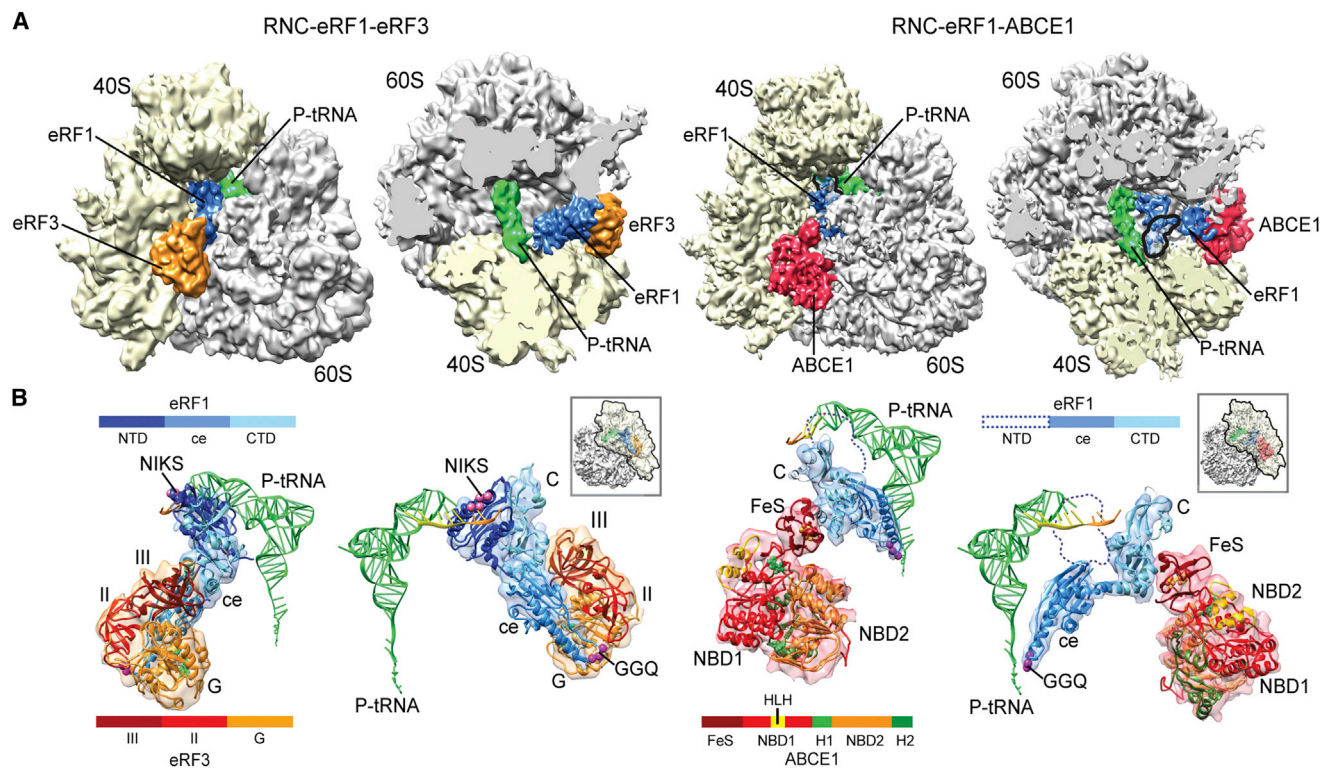 A
RNC-eRF1-eRF3
RNC-eRF1-ABCE1
40S
P-tRNA
eRF1
eRF3
60S
60S
eRF3
eRF1
P-tRNA
40S
40S
P-tRNA
eRF1
ABCE1
60S
60S
ABCE1
eRF1
P-tRNA
40S
B
eRF1
NTD ce CTD
NIKS
P-tRNA
III
II
ce
G
III II G
eRF3
NIKS
C
III
II
ce
GGQ
G
P-tRNA
P-tRNA
C
FeS
NBD2
NBD1
HLH
FeS NBD1 H1 NBD2 H2
ABCE1
eRF1
NTD ce CTD
C
FeS
NBD2
ce
NBD1
GGQ
P-tRNA